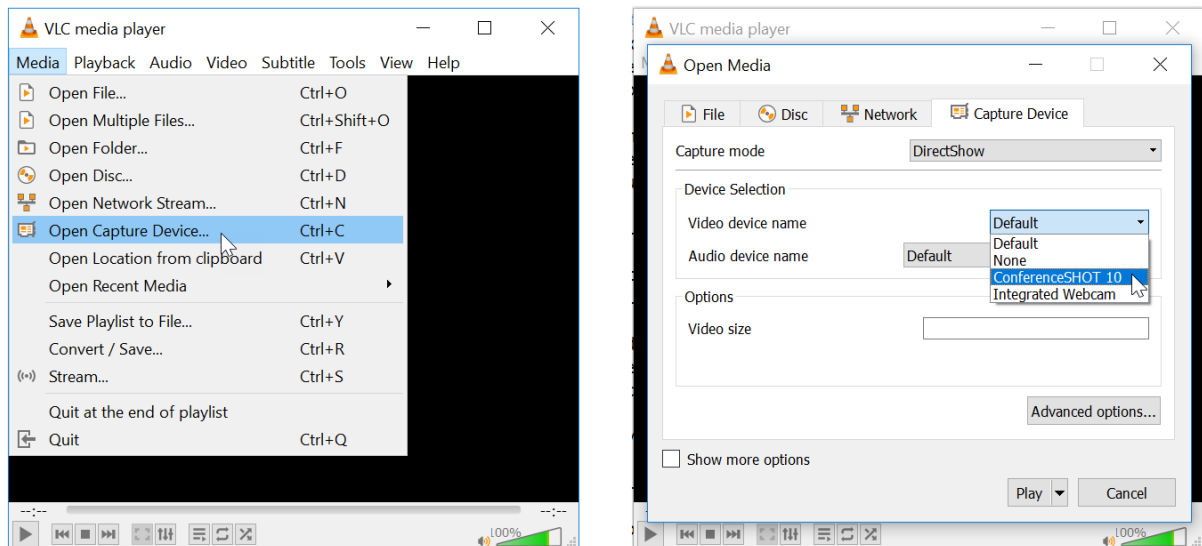 VLC media player
Media Playback Audio Video Subtitle Tools View Help
Open File... Ctrl+O
Open Multiple Files... Ctrl+Shift+O
Open Folder... Ctrl+F
Open Disc... Ctrl+D
Open Network Stream... Ctrl+N
Open Capture Device... Ctrl+C
Open Location from clipboard Ctrl+V
Open Recent Media
Save Playlist to File... Ctrl+Y
Convert / Save... Ctrl+R
Stream... Ctrl+S
Quit at the end of playlist
Quit Ctrl+Q
--:-- --:--
100%
VLC media player
Open Media
File Disc Network Capture Device
Capture mode DirectShow
Device Selection
Video device name Default
Default
None
ConferenceSHOT 10
Integrated Webcam
Audio device name Default
Options
Video size
Advanced options...
Show more options
Play Cancel
100%